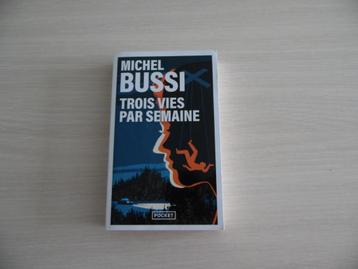 MICHEL
BUSSI
TROIS VIES
PAR SEMAINE
POCKET